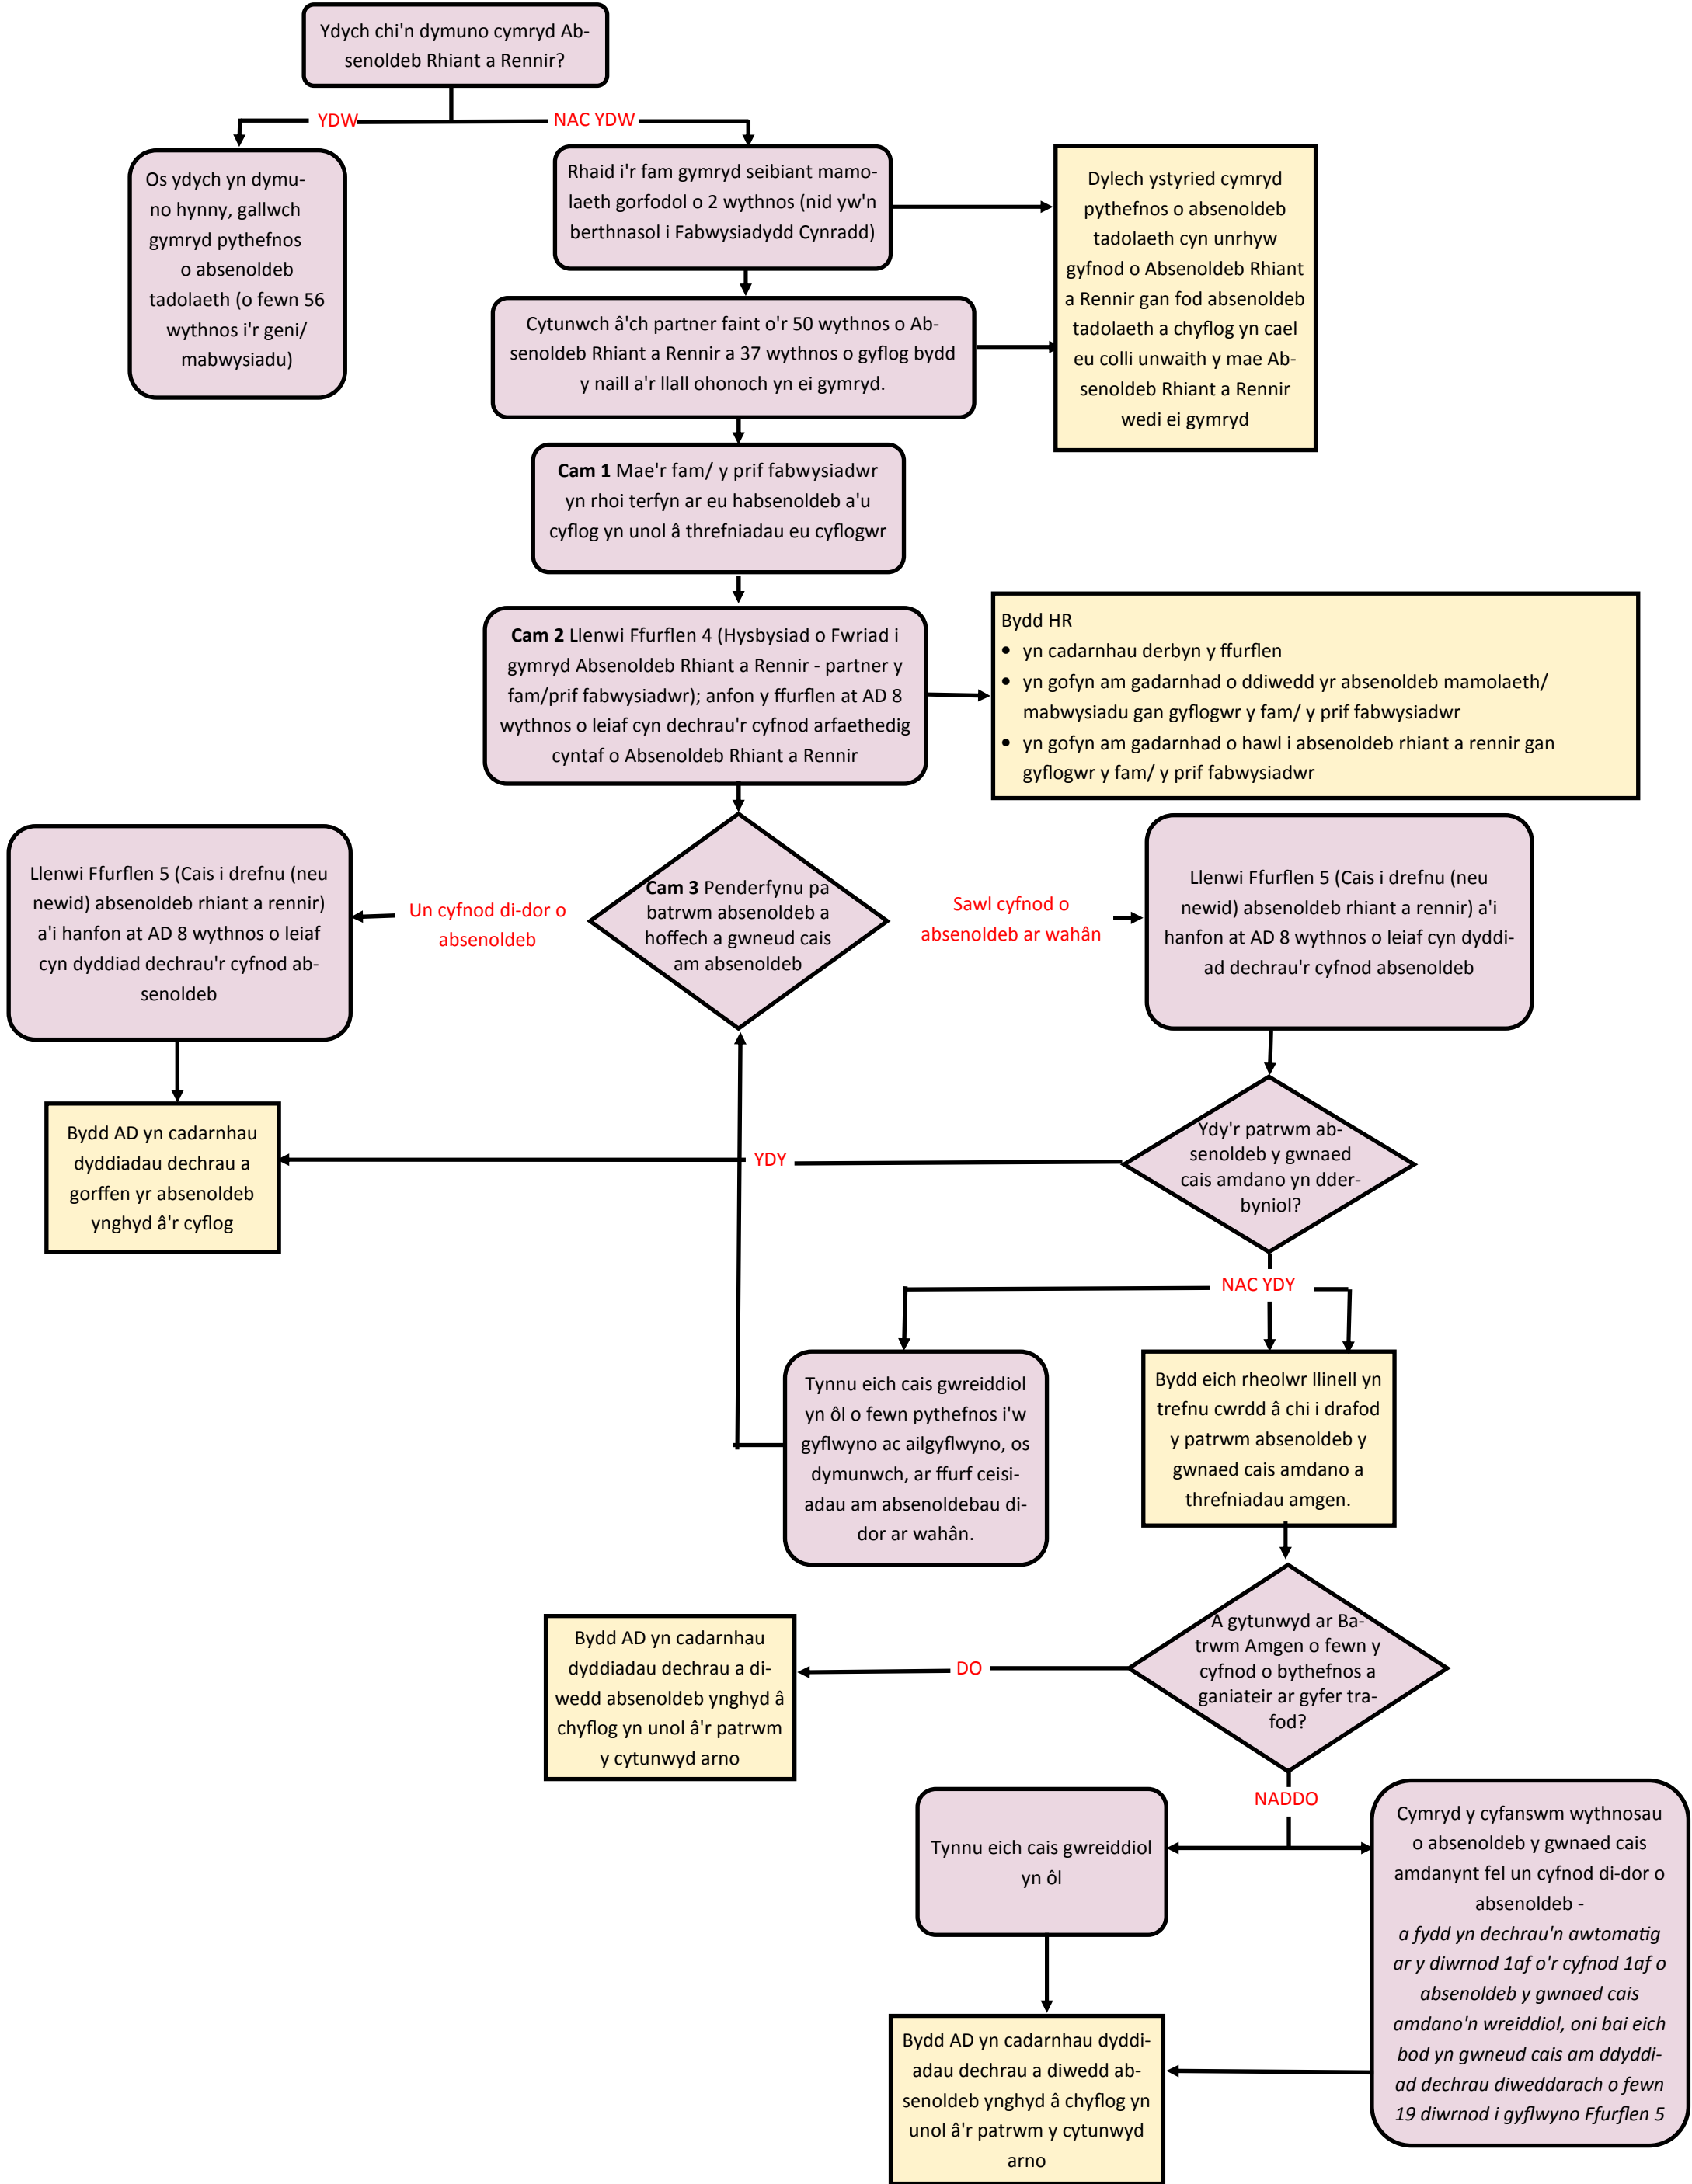 Ydych chi'n dymuno cymryd Ab-
senoldeb Rhiant a Rennir?
YDW
NAC YDW
Os ydych yn dymu-
no hynny, gallwch
gymryd pythefnos
o absenoldeb
tadolaeth (o fewn 56
wythnos i'r geni/
mabwysiadu)
Rhaid i'r fam gymryd seibiant mamo-
laeth gorfodol o 2 wythnos (nid yw'n
berthnasol i Fabwysiadydd Cynradd)
Dylech ystyried cymryd
pythefnos o absenoldeb
tadolaeth cyn unrhyw
gyfnod o Absenoldeb Rhiant
a Rennir gan fod absenoldeb
tadolaeth a chyflog yn cael
eu colli unwaith y mae Ab-
senoldeb Rhiant a Rennir
wedi ei gymryd
Cytunwch â'ch partner faint o'r 50 wythnos o Ab-
senoldeb Rhiant a Rennir a 37 wythnos o gyflog bydd
y naill a'r llall ohonoch yn ei gymryd.
Cam 1 Mae'r fam/ y prif fabwysiadwr
yn rhoi terfyn ar eu habsenoldeb a'u
cyflog yn unol â threfniadau eu cyflogwr
Cam 2 Llenwi Ffurflen 4 (Hysbysiad o Fwriad i
gymryd Absenoldeb Rhiant a Rennir - partner y
fam/prif fabwysiadwr); anfon y ffurflen at AD 8
wythnos o leiaf cyn dechrau'r cyfnod arfaethedig
cyntaf o Absenoldeb Rhiant a Rennir
Bydd HR
• yn cadarnhau derbyn y ffurflen
• yn gofyn am gadarnhad o ddiwedd yr absenoldeb mamolaeth/
mabwysiadu gan gyflogwr y fam/ y prif fabwysiadwr
• yn gofyn am gadarnhad o hawl i absenoldeb rhiant a rennir gan
gyflogwr y fam/ y prif fabwysiadwr
Llenwi Ffurflen 5 (Cais i drefnu (neu
newid) absenoldeb rhiant a rennir)
a'i hanfon at AD 8 wythnos o leiaf
cyn dyddiad dechrau'r cyfnod ab-
senoldeb
Un cyfnod di-dor o
absenoldeb
Cam 3 Penderfynu pa
batrwm absenoldeb a
hoffech a gwneud cais
am absenoldeb
Sawl cyfnod o
absenoldeb ar wahân
Llenwi Ffurflen 5 (Cais i drefnu (neu
newid) absenoldeb rhiant a rennir) a'i
hanfon at AD 8 wythnos o leiaf cyn dyddi-
ad dechrau'r cyfnod absenoldeb
Bydd AD yn cadarnhau
dyddiadau dechrau a
gorffen yr absenoldeb
ynghyd â'r cyflog
YDY
Ydy'r patrwm ab-
senoldeb y gwnaed
cais amdano yn dder-
byniol?
NAC YDY
Tynnu eich cais gwreiddiol
yn ôl o fewn pythefnos i'w
gyflwyno ac ailgyflwyno, os
dymunwch, ar ffurf ceisi-
adau am absenoldebau di-
dor ar wahân.
Bydd eich rheolwr llinell yn
trefnu cwrdd â chi i drafod
y patrwm absenoldeb y
gwnaed cais amdano a
threfniadau amgen.
Bydd AD yn cadarnhau
dyddiadau dechrau a di-
wedd absenoldeb ynghyd â
chyflog yn unol â'r patrwm
y cytunwyd arno
DO
A gytunwyd ar Ba-
trwm Amgen o fewn y
cyfnod o bythefnos a
ganiateir ar gyfer tra-
fod?
NADDO
Tynnu eich cais gwreiddiol
yn ôl
Cymryd y cyfanswm wythnosau
o absenoldeb y gwnaed cais
amdanynt fel un cyfnod di-dor o
absenoldeb -
a fydd yn dechrau'n awtomatig
ar y diwrnod 1af o'r cyfnod 1af o
absenoldeb y gwnaed cais
amdano'n wreiddiol, oni bai eich
bod yn gwneud cais am ddyddi-
ad dechrau diweddarach o fewn
19 diwrnod i gyflwyno Ffurflen 5
Bydd AD yn cadarnhau dyddi-
adau dechrau a diwedd ab-
senoldeb ynghyd â chyflog yn
unol â'r patrwm y cytunwyd
arno